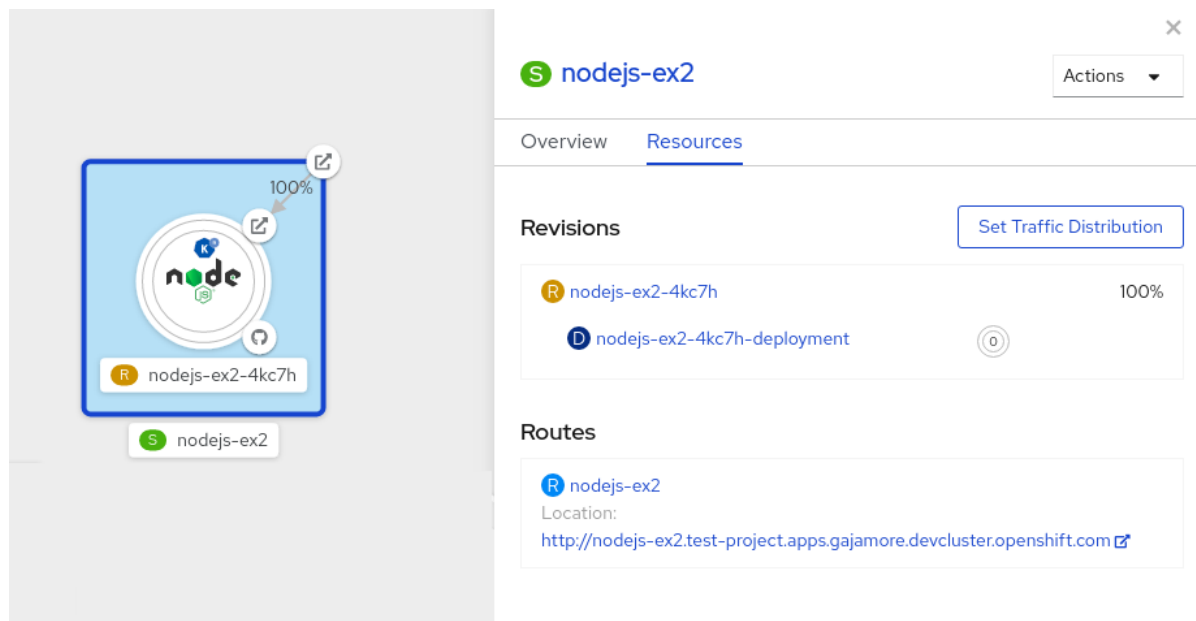 100%
K
node
JS
R nodejs-ex2-4kc7h
S nodejs-ex2
S nodejs-ex2
Actions
Overview Resources
Revisions
Set Traffic Distribution
R nodejs-ex2-4kc7h 100%
D nodejs-ex2-4kc7h-deployment 0
Routes
R nodejs-ex2
Location:
http://nodejs-ex2.test-project.apps.gajamore.devcluster.openshift.com